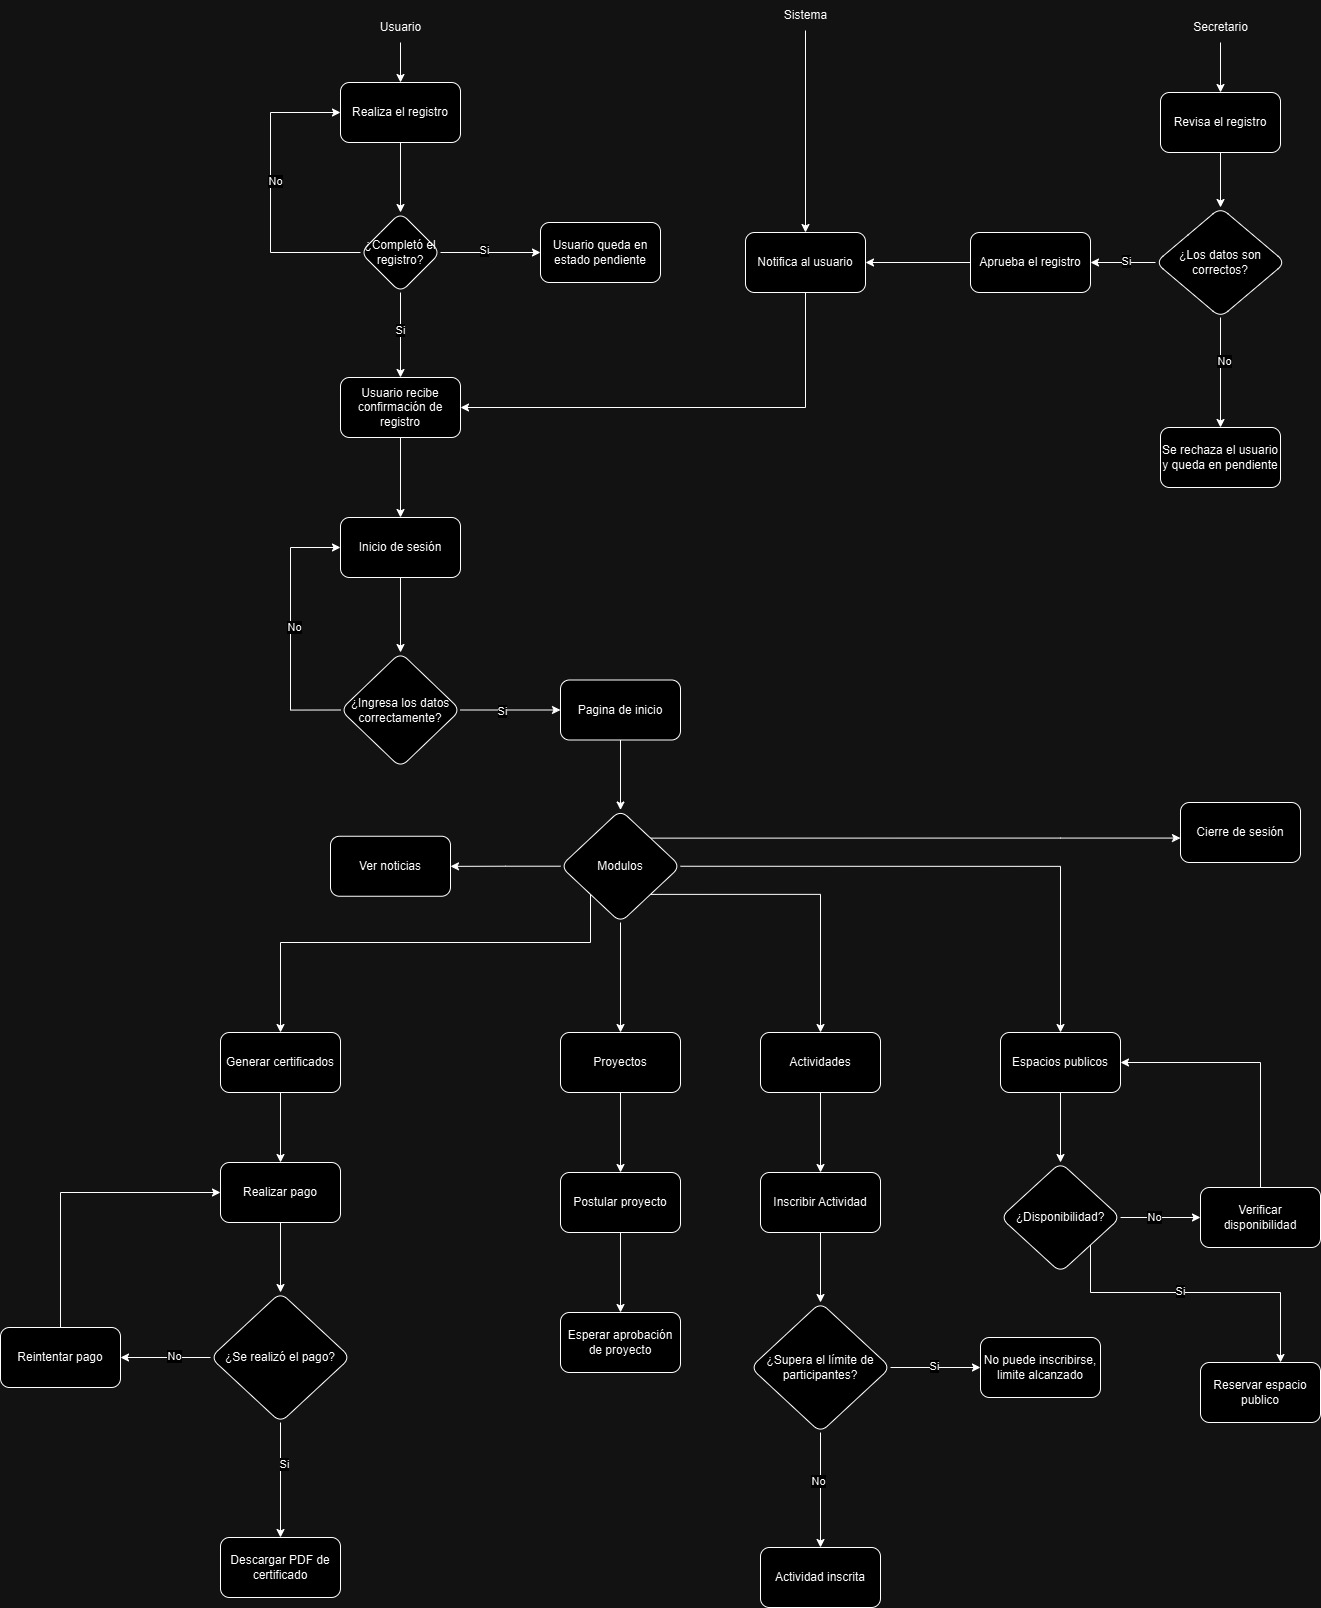 Sistema
Usuario
Secretario
Realiza el registro
Revisa el registro
No
¿Completó el
registro?
Si
Usuario queda en
estado pendiente
Notifica al usuario
Aprueba el registro
Si
¿Los datos son
correctos?
Si
No
Usuario recibe
confirmación de
registro
Se rechaza el usuario
y queda en pendiente
Inicio de sesión
No
¿Ingresa los datos
correctamente?
Si
Pagina de inicio
Cierre de sesión
Ver noticias
Modulos
Generar certificados
Proyectos
Actividades
Espacios publicos
Realizar pago
Postular proyecto
Inscribir Actividad
¿Disponibilidad?
No
Verificar
disponibilidad
Si
Reintentar pago
No
¿Se realizó el pago?
Esperar aprobación
de proyecto
¿Supera el límite de
participantes?
Si
No puede inscribirse,
limite alcanzado
Reservar espacio
publico
Si
No
Descargar PDF de
certificado
Actividad inscrita